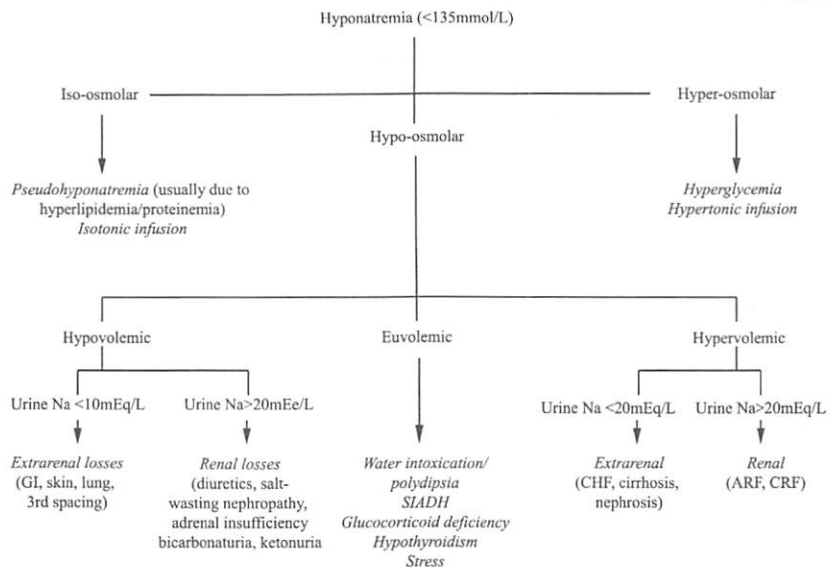 Hyponatremia (<135mmol/L)
Iso-osmolar
Hyper-osmolar
Hypo-osmolar
Pseudohyponatremia (usually due to
hyperlipidemia/proteinemia)
Isotonic infusion
Hyperglycemia
Hypertonic infusion
Hypovolemic
Euvolemic
Hypervolemic
Urine Na <10mEq/L
Urine Na>20mEe/L
Urine Na <20mEq/L
Urine Na>20mEq/L
Extrarenal losses
(GI, skin, lung,
3rd spacing)
Renal losses
(diuretics, salt-
wasting nephropathy,
adrenal insufficiency
bicarbonaturia, ketonuria
Water intoxication/
polydipsia
SIADH
Glucocorticoid deficiency
Hypothyroidism
Stress
Extrarenal
(CHF, cirrhosis,
nephrosis)
Renal
(ARF, CRF)